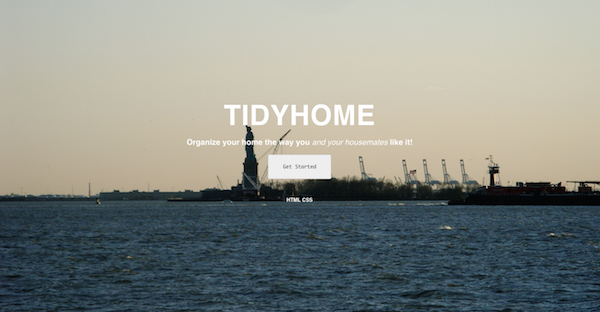 TIDYHOME
Organize your home the way you and your housemates like it!
Get Started
HTML CSS